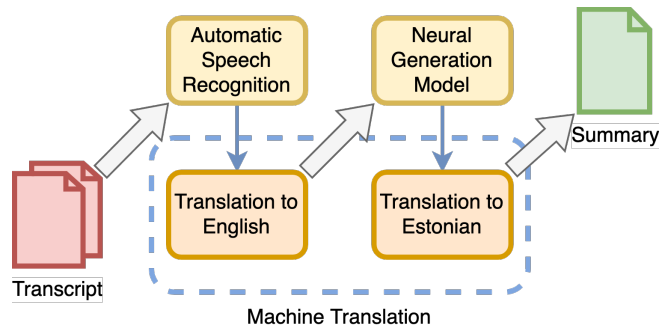 Automatic
Speech
Recognition
Neural
Generation
Model
Summary
Translation to
English
Translation to
Estonian
Transcript
Machine Translation